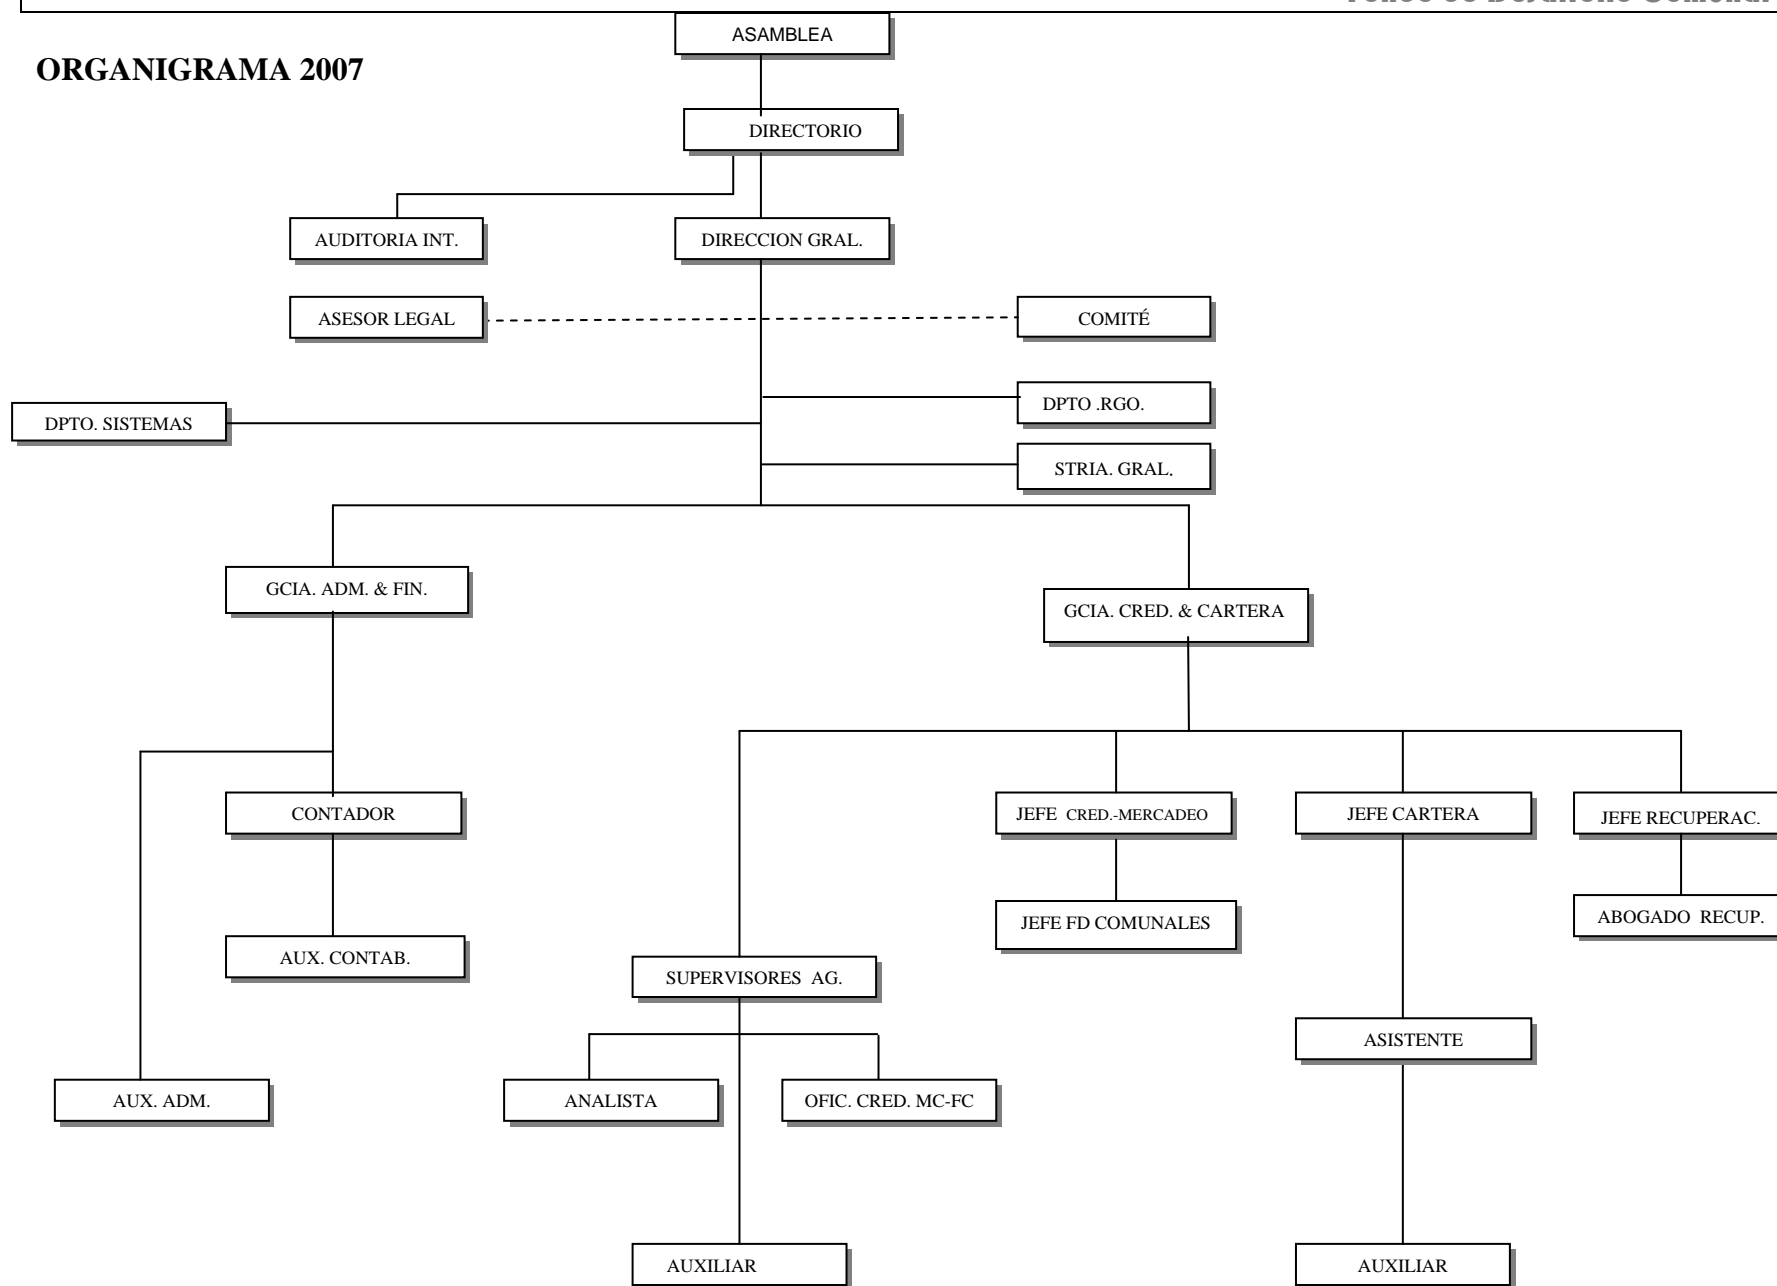 ASAMBLEA
ORGANIGRAMA 2007
DIRECTORIO
AUDITORIA INT.
DIRECCION GRAL.
ASESOR LEGAL
COMITÉ
DPTO .RGO.
DPTO. SISTEMAS
STRIA. GRAL.
GCIA. ADM. & FIN.
GCIA. CRED. & CARTERA
CONTADOR
JEFE CRED.-MERCADEO
JEFE CARTERA
JEFE RECUPERAC.
ABOGADO RECUP.
JEFE FD COMUNALES
AUX. CONTAB.
SUPERVISORES AG.
ASISTENTE
AUX. ADM.
ANALISTA
OFIC. CRED. MC-FC
AUXILIAR
AUXILIAR